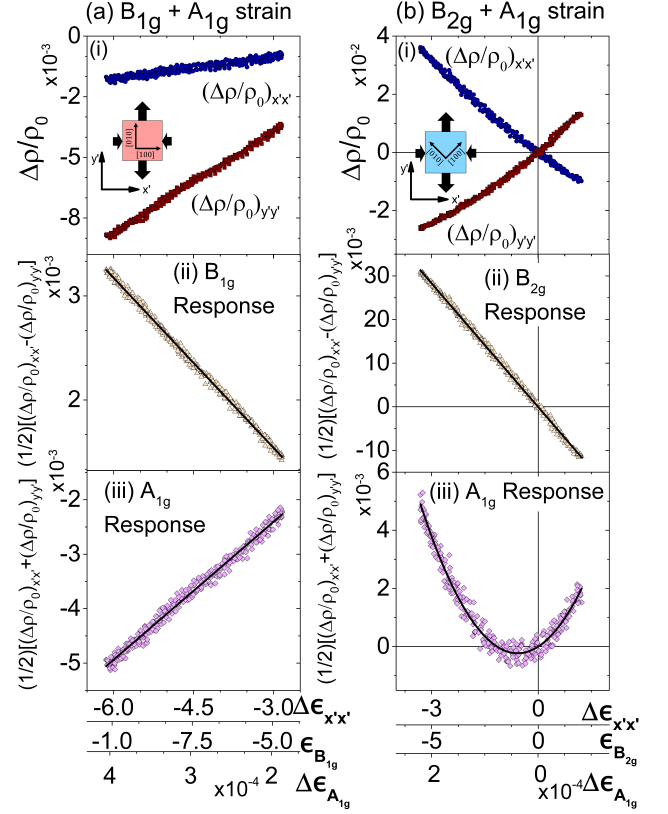 (a) B1g + A1g strain
x10-3
(i)
0
-2
-5
-8
Δρ/ρ0
(Δρ/ρ0)x'x'
[010]
[100]
y'
x'
(Δρ/ρ0)y'y'
x10-3
(ii) B1g
Response
3
2
(1/2)[(Δρ/ρ0)x'x'-(Δρ/ρ0)y'y']
x10-3
(iii) A1g
Response
-2
-3
-4
-5
(1/2)[(Δρ/ρ0)x'x'+(Δρ/ρ0)y'y']
-6.0 -4.5 -3.0 Δϵx'x'
-1.0 -7.5 -5.0 ϵB1g
4 3 2 x10-4 ΔϵA1g
(b) B2g + A1g strain
x10-2
(i)
4
2
0
-2
Δρ/ρ0
(Δρ/ρ0)x'x'
[010]
[100]
y'
x'
(Δρ/ρ0)y'y'
x10-3
(ii) B2g
Response
30
20
10
0
-10
(1/2)[(Δρ/ρ0)x'x'-(Δρ/ρ0)y'y']
x10-3
(iii) A1g Response
6
4
2
0
(1/2)[(Δρ/ρ0)x'x'+(Δρ/ρ0)y'y']
-3 0 Δϵx'x'
-5 0 ϵB2g
2 0 x10-4 ΔϵA1g